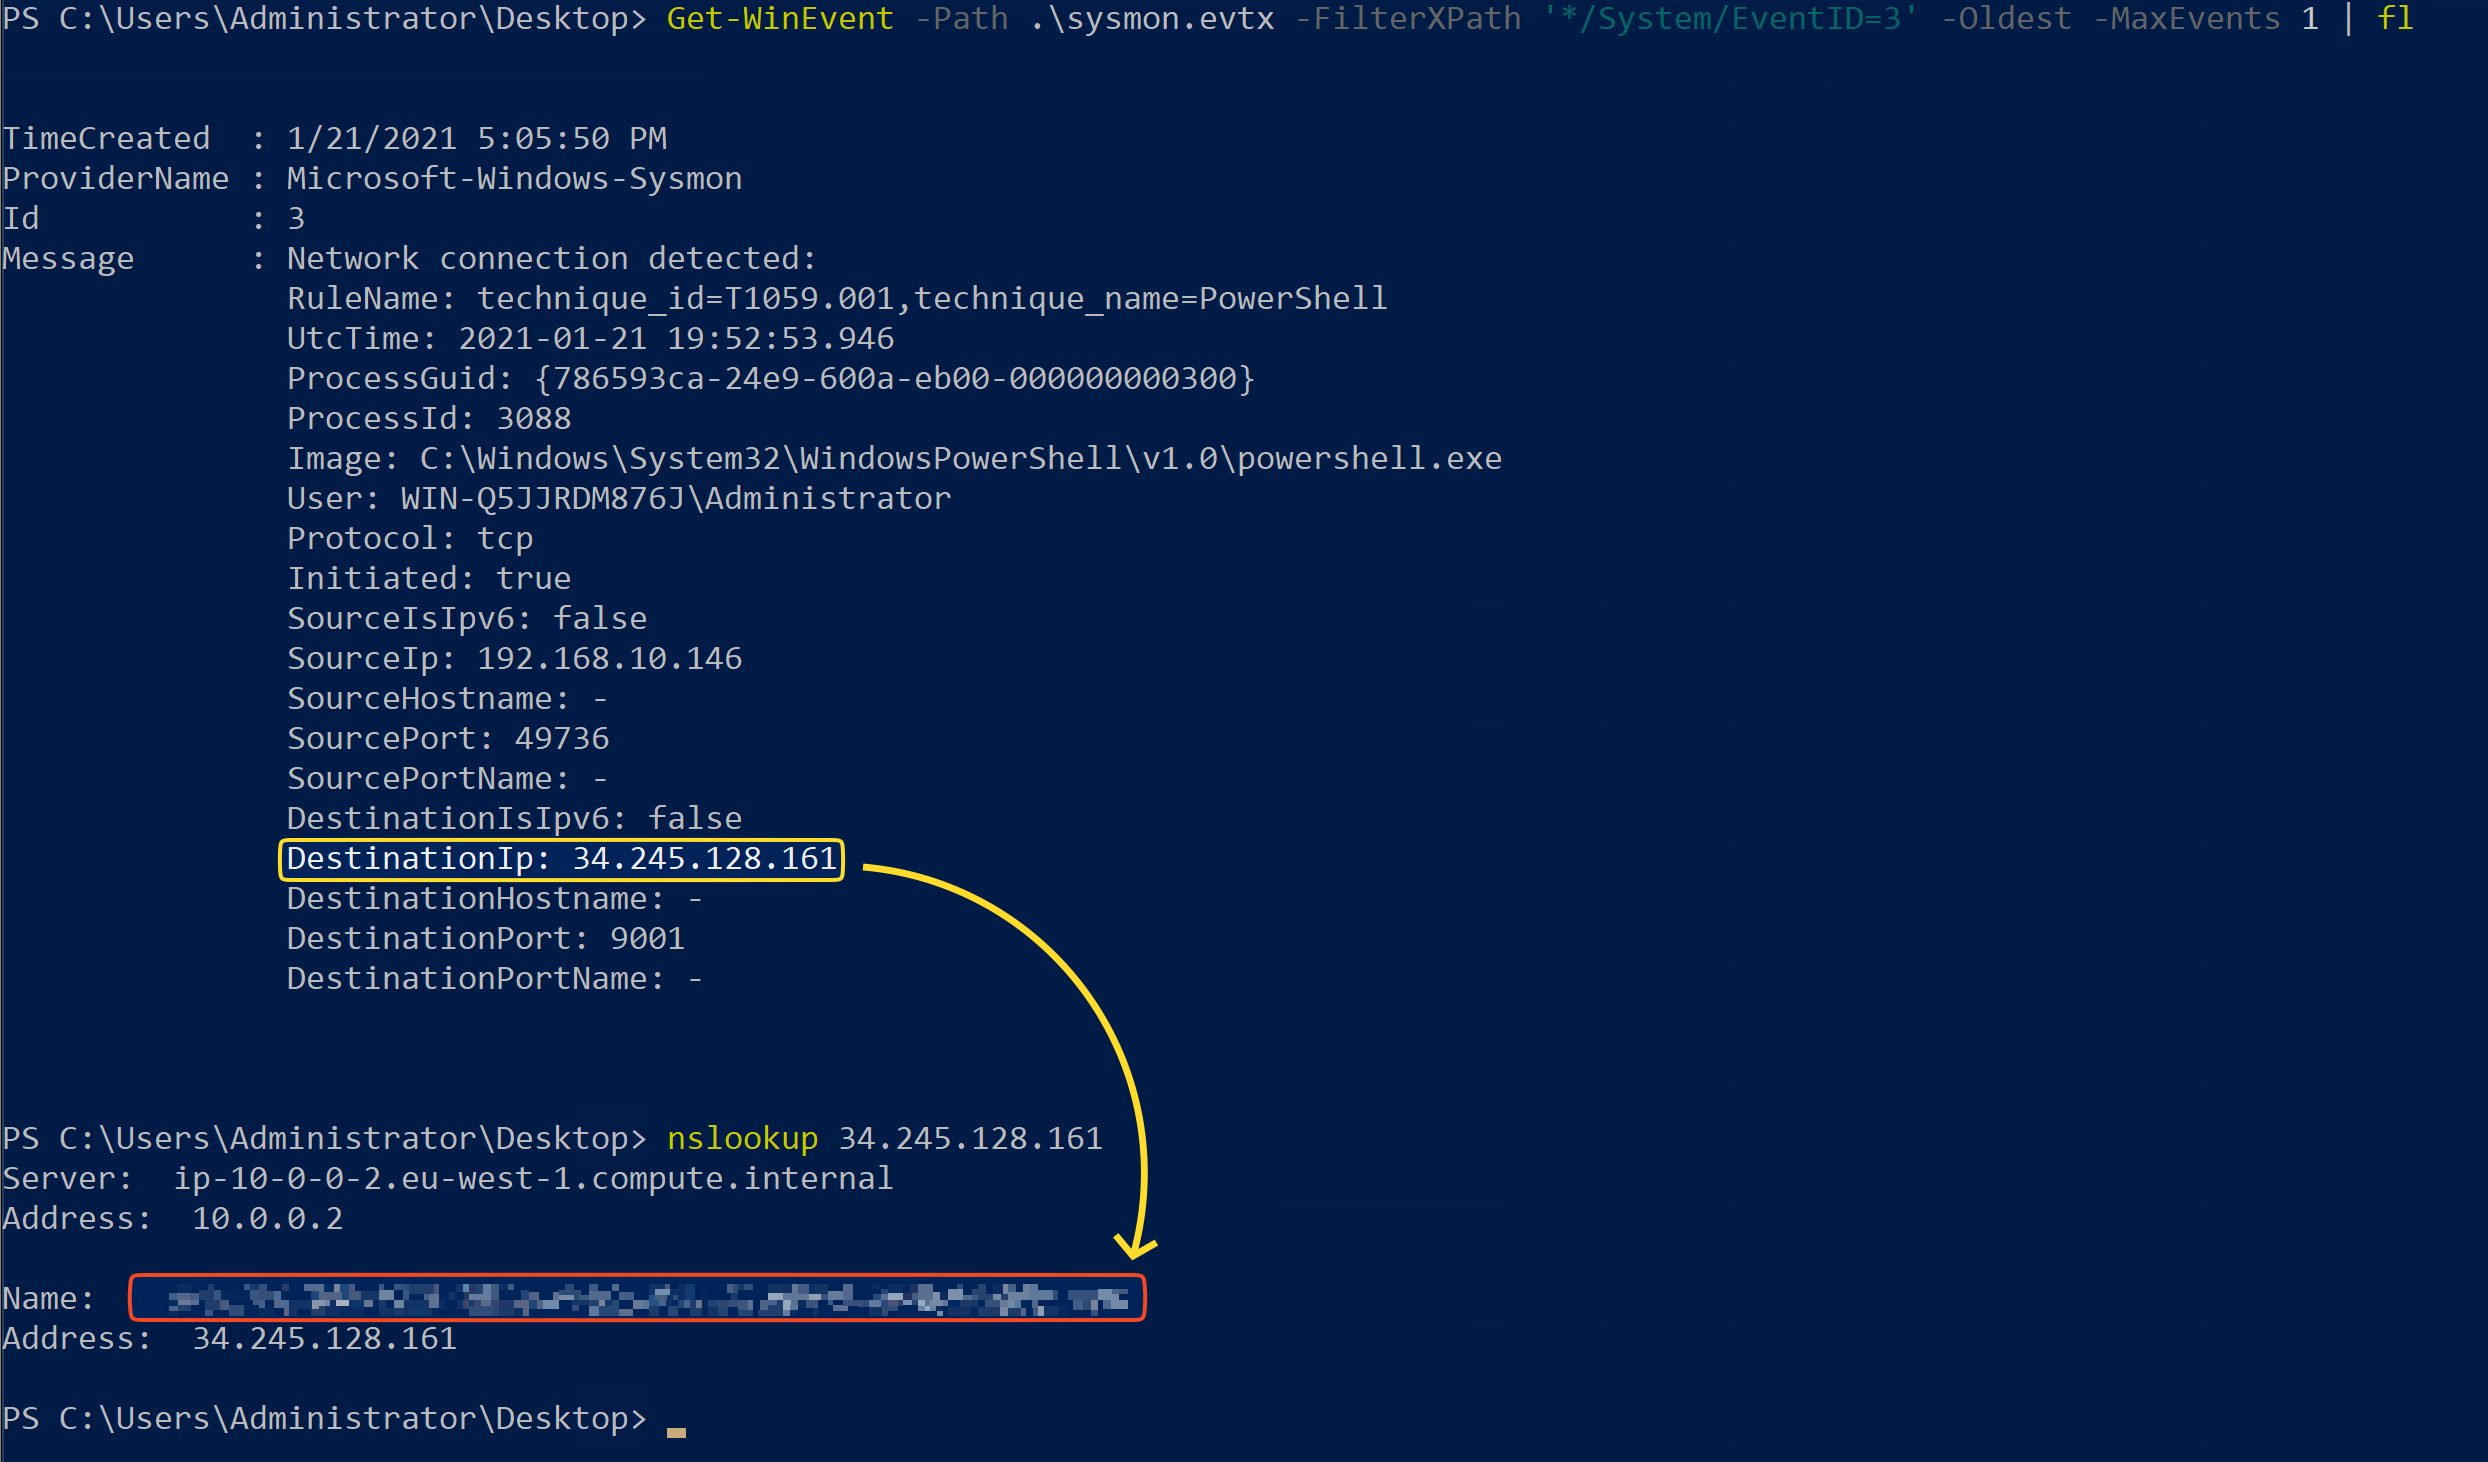 PS C:\Users\Administrator\Desktop> Get-WinEvent -Path .\sysmon.evtx -FilterXPath '*/System/EventID=3' -Oldest -MaxEvents 1 | fl
TimeCreated  : 1/21/2021 5:05:50 PM
ProviderName : Microsoft-Windows-Sysmon
Id           : 3
Message      : Network connection detected:
RuleName: technique_id=T1059.001,technique_name=PowerShell
UtcTime: 2021-01-21 19:52:53.946
ProcessGuid: {786593ca-24e9-600a-eb00-000000000300}
ProcessId: 3088
Image: C:\Windows\System32\WindowsPowerShell\v1.0\powershell.exe
User: WIN-Q5JJRDM876J\Administrator
Protocol: tcp
Initiated: true
SourceIsIpv6: false
SourceIp: 192.168.10.146
SourceHostname: -
SourcePort: 49736
SourcePortName: -
DestinationIsIpv6: false
DestinationIp: 34.245.128.161
DestinationHostname: -
DestinationPort: 9001
DestinationPortName: -
PS C:\Users\Administrator\Desktop> nslookup 34.245.128.161
Server:  ip-10-0-0-2.eu-west-1.compute.internal
Address:  10.0.0.2
Name:
Address:  34.245.128.161
PS C:\Users\Administrator\Desktop>